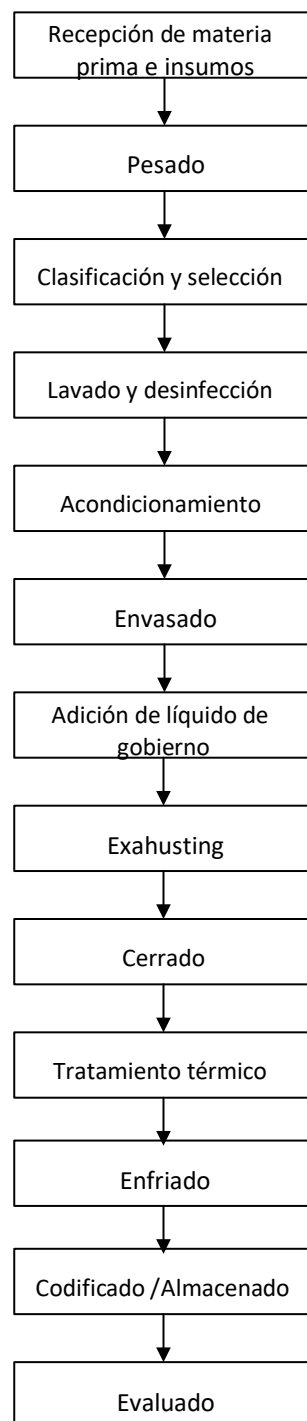 Recepción de materia
prima e insumos
Pesado
Clasificación y selección
Lavado y desinfección
Acondicionamiento
Envasado
Adición de líquido de
gobierno
Exahusting
Cerrado
Tratamiento térmico
Enfriado
Codificado /Almacenado
Evaluado